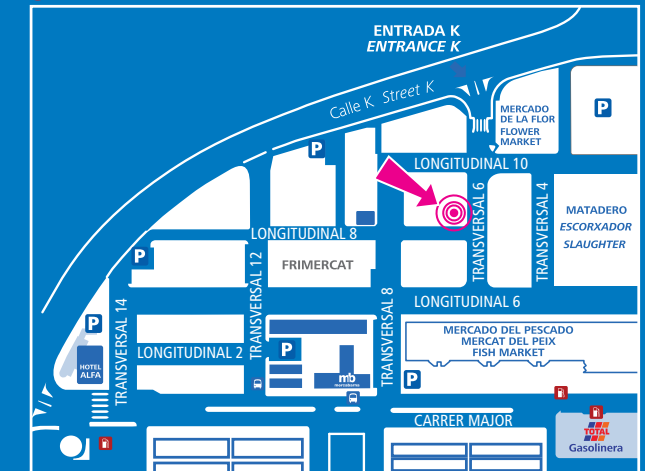 ENTRADA K
ENTRANCE K
Calle K Street K
MERCADO
DE LA FLOR
FLOWER
MARKET
P
P
LONGITUDINAL 10
TRANSVERSAL 6
TRANSVERSAL 4
MATADERO
ESCORXADOR
SLAUGHTER
LONGITUDINAL 8
P
FRIMERCAT
TRANSVERSAL 12
TRANSVERSAL 8
TRANSVERSAL 14
LONGITUDINAL 6
P
MERCADO DEL PESCADO
MERCAT DEL PEIX
FISH MARKET
LONGITUDINAL 2
P
HOTEL
ALFA
mb
mercabarna
P
CARRER MAJOR
TOTAL
Gasolinera